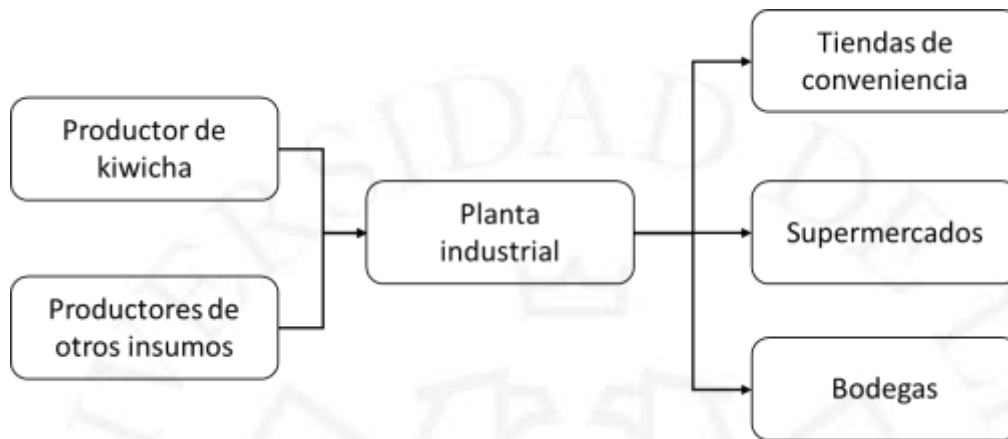 Productor de
kiwicha
Productores de
otros insumos
Planta
industrial
Tiendas de
conveniencia
Supermercados
Bodegas